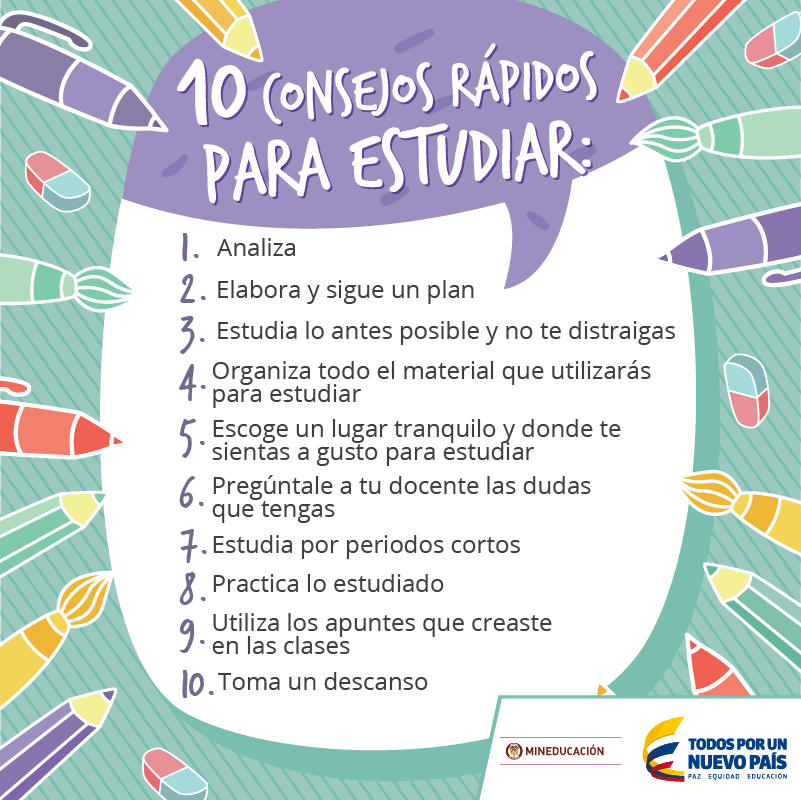 10 CONSEJOS RÁPIDOS
PARA ESTUDIAR:
1. Analiza
2. Elabora y sigue un plan
3. Estudia lo antes posible y no te distraigas
4. Organiza todo el material que utilizarás
para estudiar
5. Escoge un lugar tranquilo y donde te
sientas a gusto para estudiar
6. Pregúntale a tu docente las dudas
que tengas
7. Estudia por periodos cortos
8. Practica lo estudiado
9. Utiliza los apuntes que creaste
en las clases
10. Toma un descanso
MINEDUCACIÓN
TODOS POR UN
NUEVO PAÍS
PAZ EQUIDAD EDUCACIÓN